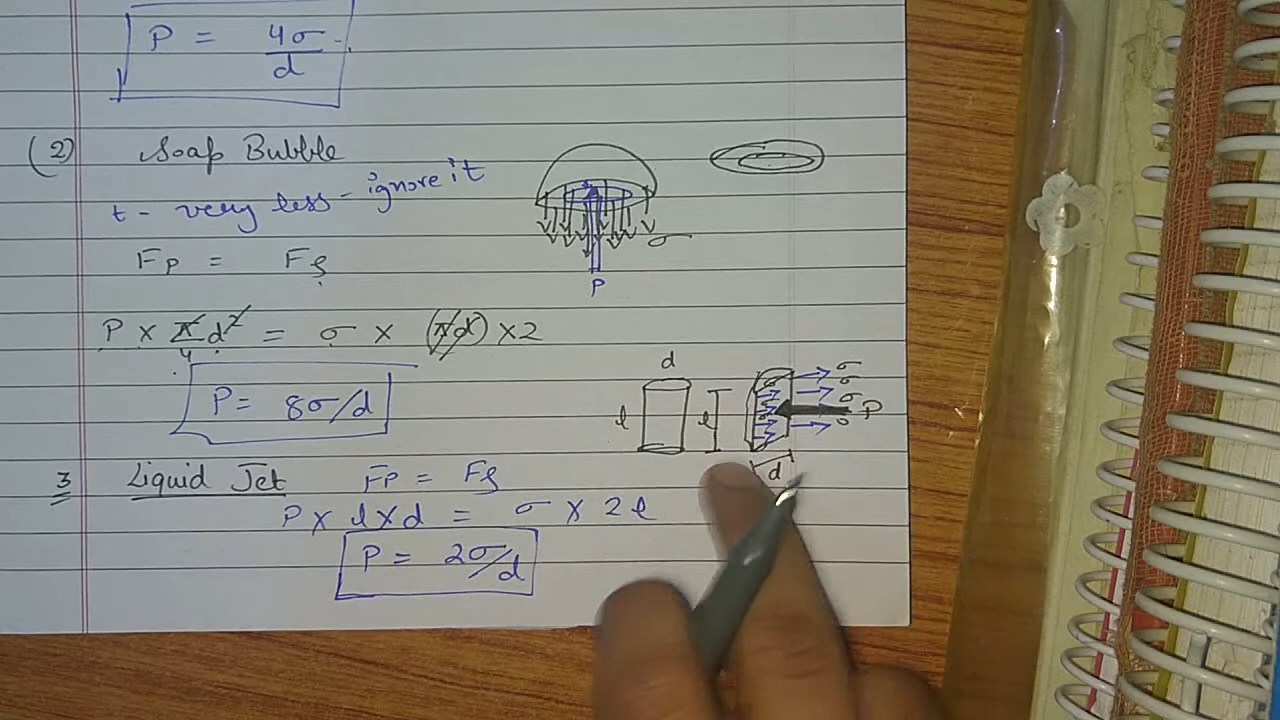 P = 4σ/d
(2) Soap Bubble
t - very less - ignore it
Fp = Fs
σ
P
P × π/4 d² = σ × (πd) × 2
P = 8σ/d
d
l
l
σ
σ
σ
σ
P
d
3 Liquid Jet Fp = Fs
P × l × d = σ × 2l
P = 2σ/d